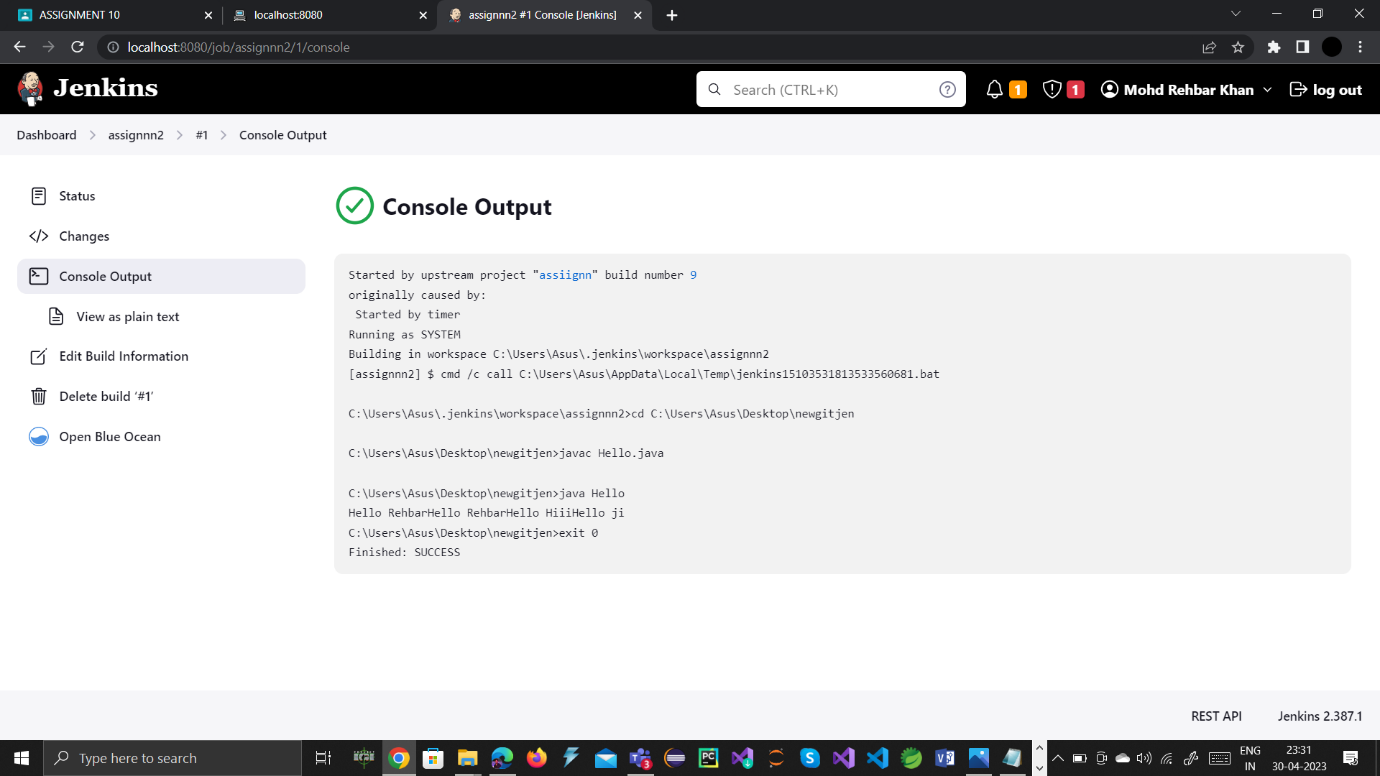 ASSIGNMENT 10
localhost:8080
assignnn2 #1 Console [Jenkins]
localhost:8080/job/assignnn2/1/console
Jenkins
Search (CTRL+K)
?
1
1
Mohd Rehbar Khan
log out
Dashboard
assignnn2
#1
Console Output
Status
Changes
Console Output
View as plain text
Edit Build Information
Delete build ‘#1’
Open Blue Ocean
Console Output
Started by upstream project "assiignn" build number 9
originally caused by:
Started by timer
Running as SYSTEM
Building in workspace C:\Users\Asus\.jenkins\workspace\assignnn2
[assignnn2] $ cmd /c call C:\Users\Asus\AppData\Local\Temp\jenkins15103531813533560681.bat
C:\Users\Asus\.jenkins\workspace\assignnn2>cd C:\Users\Asus\Desktop\newgitjen
C:\Users\Asus\Desktop\newgitjen>javac Hello.java
C:\Users\Asus\Desktop\newgitjen>java Hello
Hello RehbarHello RehbarHello HiiiHello ji
C:\Users\Asus\Desktop\newgitjen>exit 0
Finished: SUCCESS
REST API
Jenkins 2.387.1
Type here to search
3
PC
ENG
IN
23:31
30-04-2023